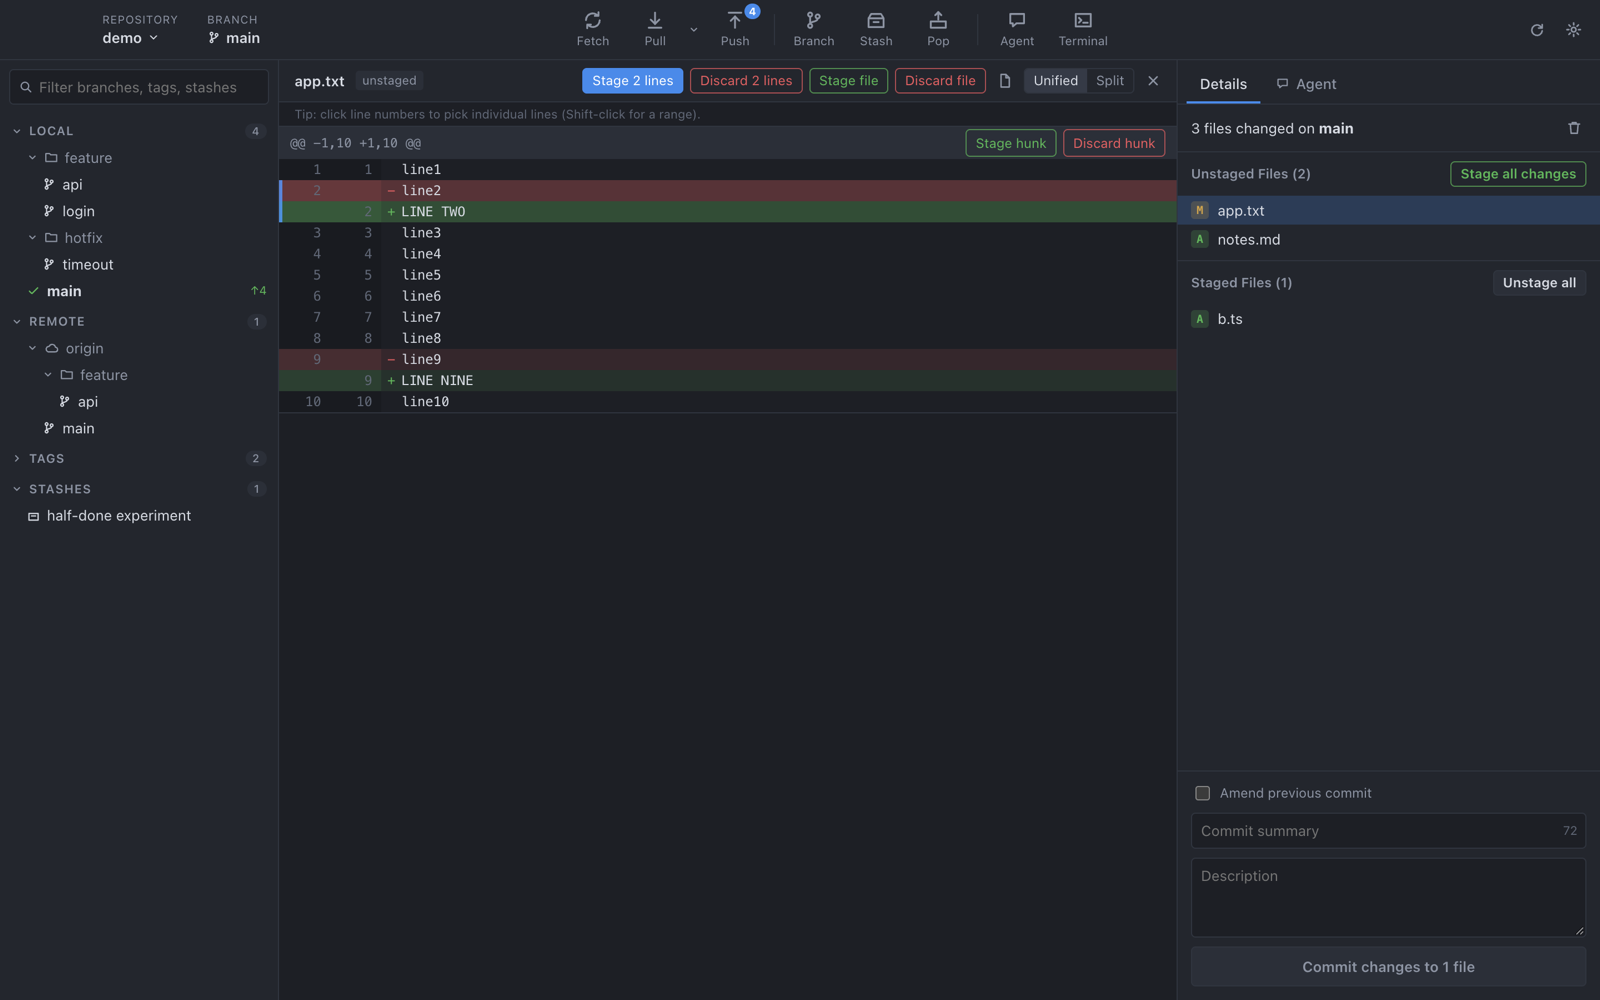 REPOSITORY
demo
BRANCH
main
Fetch
Pull
Push
4
Branch
Stash
Pop
Agent
Terminal
Filter branches, tags, stashes
LOCAL 4
feature
api
login
hotfix
timeout
main ↑4
REMOTE 1
origin
feature
api
main
TAGS 2
STASHES 1
half-done experiment
app.txt unstaged Stage 2 lines Discard 2 lines Stage file Discard file Unified Split
Tip: click line numbers to pick individual lines (Shift-click for a range).
@@ -1,10 +1,10 @@ Stage hunk Discard hunk
1 1 line1
2 - line2
2 + LINE TWO
3 3 line3
4 4 line4
5 5 line5
6 6 line6
7 7 line7
8 8 line8
9 - line9
9 + LINE NINE
10 10 line10
Details Agent
3 files changed on main
Unstaged Files (2) Stage all changes
M app.txt
A notes.md
Staged Files (1) Unstage all
A b.ts
Amend previous commit
Commit summary 72
Description
Commit changes to 1 file